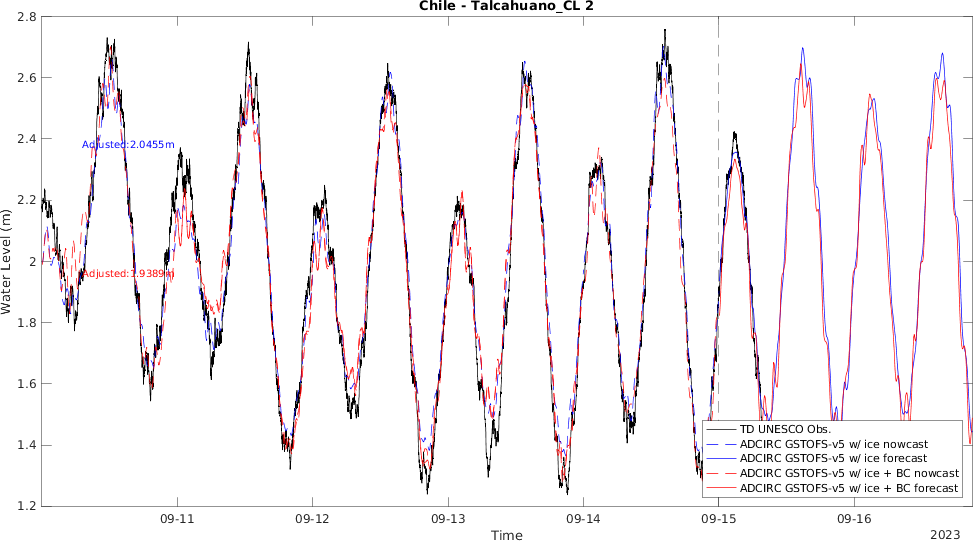 Chile - Talcahuano_CL 2
Water Level (m)
2.8
2.6
2.4
2.2
2
1.8
1.6
1.4
1.2
Adjusted:2.0455m
Adjusted:1.9389m
TD UNESCO Obs.
ADCIRC GSTOFS-v5 w/ ice nowcast
ADCIRC GSTOFS-v5 w/ ice forecast
ADCIRC GSTOFS-v5 w/ ice + BC nowcast
ADCIRC GSTOFS-v5 w/ ice + BC forecast
09-11 09-12 09-13 09-14 09-15 09-16
Time
2023